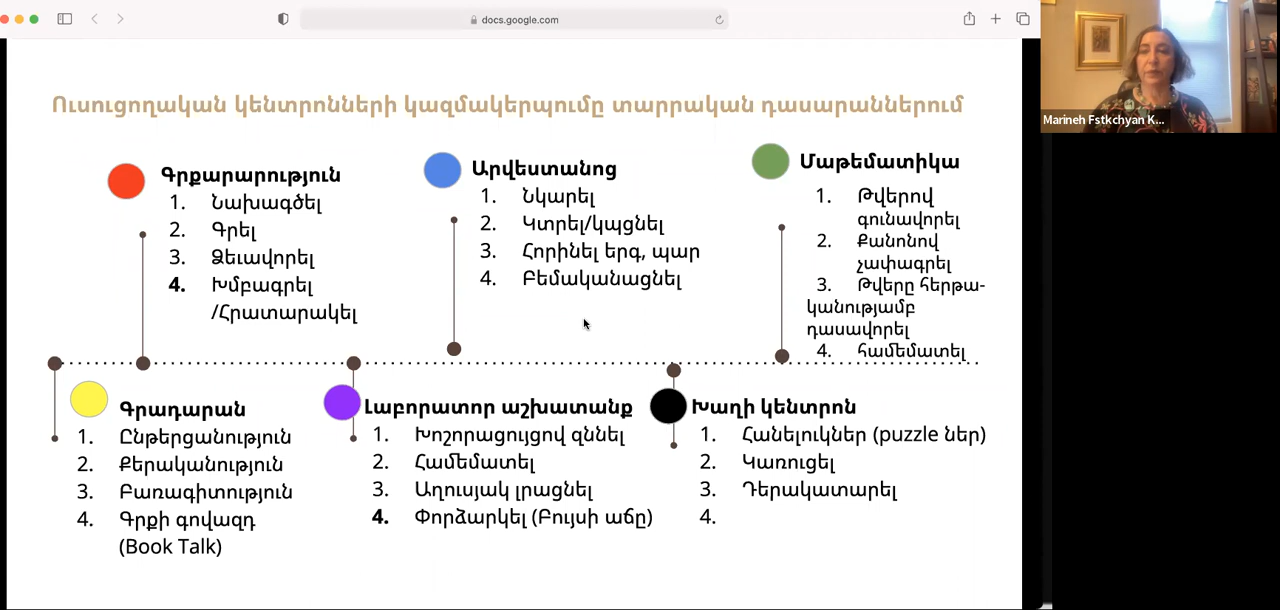 docs.google.com
Marineh Fstkchyan K...
Ուսուցողական կենտրոնների կազմակերպումը տարրական դասարաններում
Գրքարարություն
1. Նախագծել
2. Գրել
3. Ձեւավորել
4. Խմբագրել
/Հրատարակել
Արվեստանոց
1. Նկարել
2. Կտրել/կպցնել
3. Հորինել երգ, պար
4. Բեմականացնել
Մաթեմատիկա
1. Թվերով
գունավորել
2. Քանոնով
չափագրել
3. Թվերը հերթա-
կանությամբ
դասավորել
4. համեմատել
Գրադարան
1. Ընթերցանություն
2. Քերականություն
3. Բառագիտություն
4. Գրքի գովազդ
(Book Talk)
Լաբորատոր աշխատանք
1. Խոշորացույցով զննել
2. Համեմատել
3. Աղուսյակ լրացնել
4. Փորձարկել (Բույսի աճը)
Խաղի կենտրոն
1. Հանելուկներ (puzzle ներ)
2. Կառուցել
3. Դերակատարել
4.